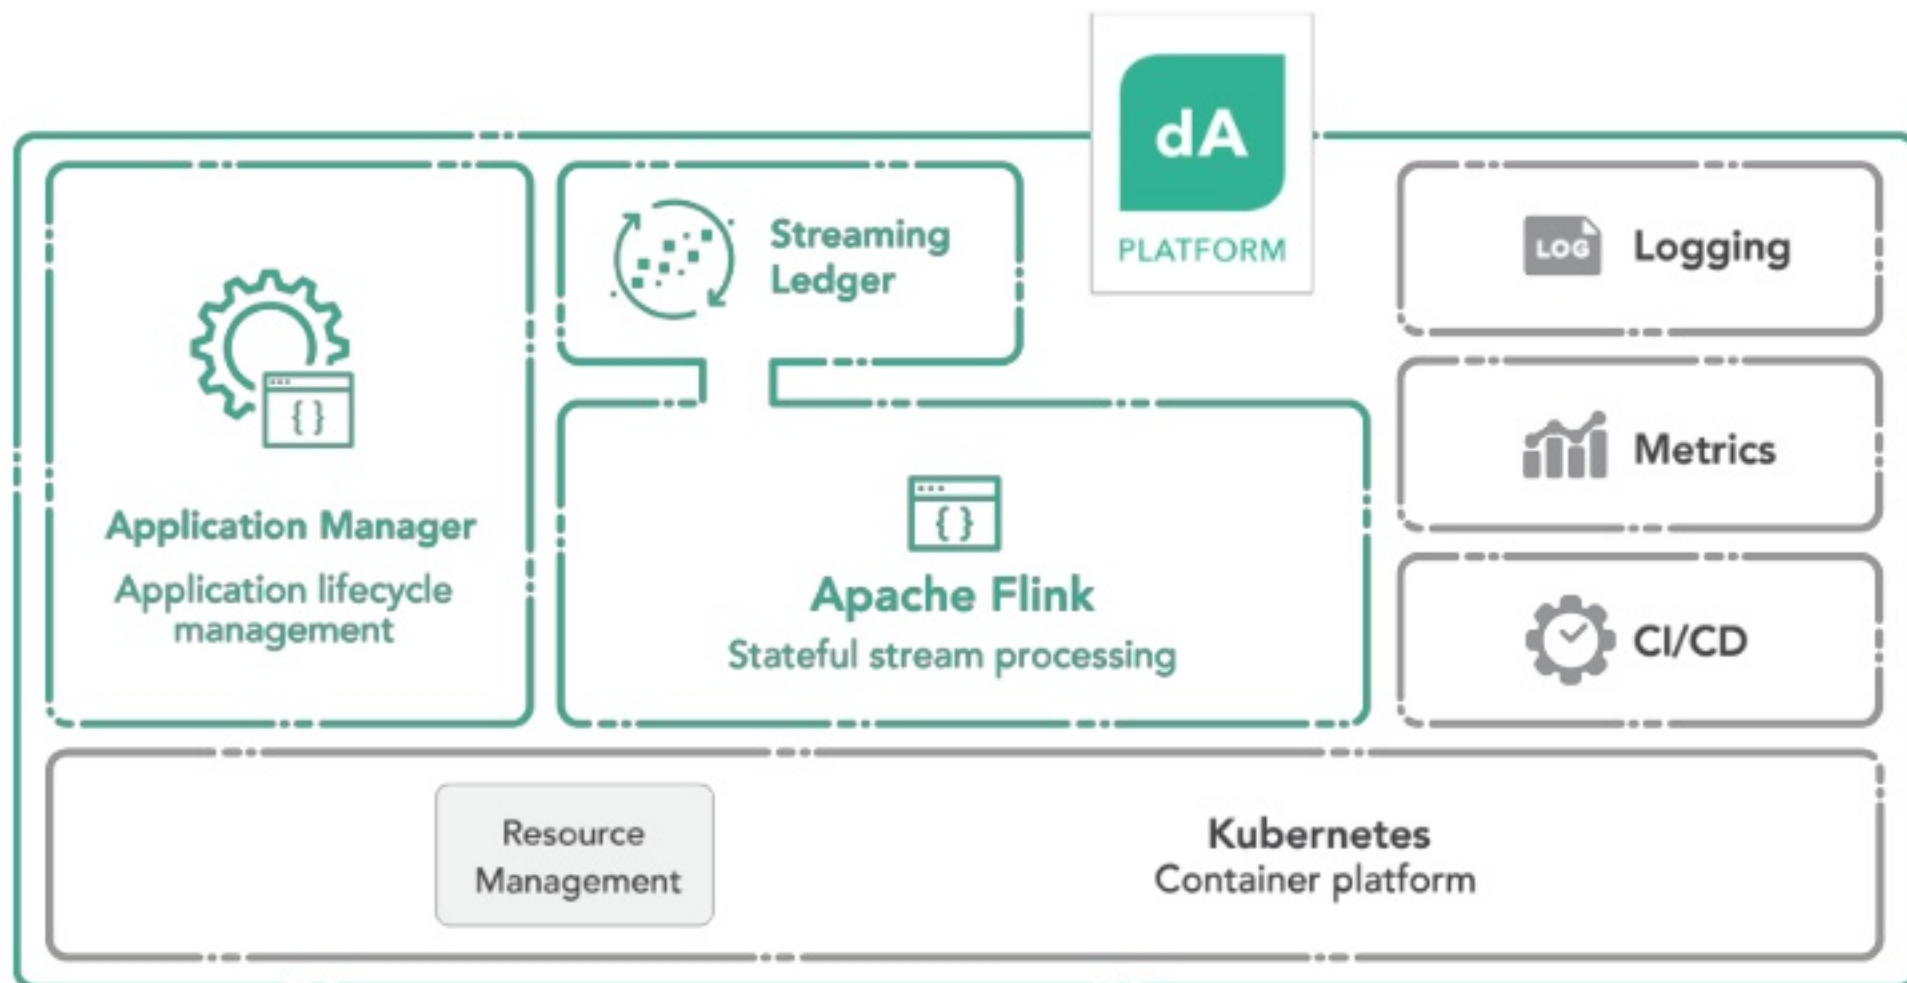 dA
PLATFORM
Streaming
Ledger
LOG
Logging
{ }
Application Manager
Application lifecycle
management
Metrics
{ }
Apache Flink
Stateful stream processing
CI/CD
Resource
Management
Kubernetes
Container platform